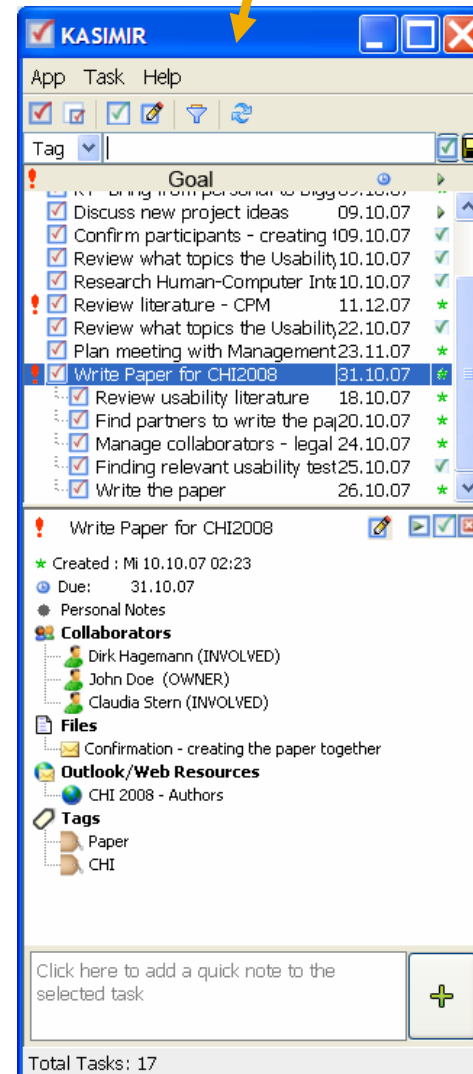 KASIMIR
App Task Help
Tag
Goal
Discuss new project ideas 09.10.07
Confirm participants - creating t 09.10.07
Review what topics the Usability 10.10.07
Research Human-Computer Inte 10.10.07
Review literature - CPM 11.12.07
Review what topics the Usability 22.10.07
Plan meeting with Management 23.11.07
Write Paper for CHI2008 31.10.07
Review usability literature 18.10.07
Find partners to write the pap 20.10.07
Manage collaborators - legal 24.10.07
Finding relevant usability test 25.10.07
Write the paper 26.10.07
Write Paper for CHI2008
Created : Mi 10.10.07 02:23
Due: 31.10.07
Personal Notes
Collaborators
Dirk Hagemann (INVOLVED)
John Doe (OWNER)
Claudia Stern (INVOLVED)
Files
Confirmation - creating the paper together
Outlook/Web Resources
CHI 2008 - Authors
Tags
Paper
CHI
Click here to add a quick note to the
selected task
Total Tasks: 17